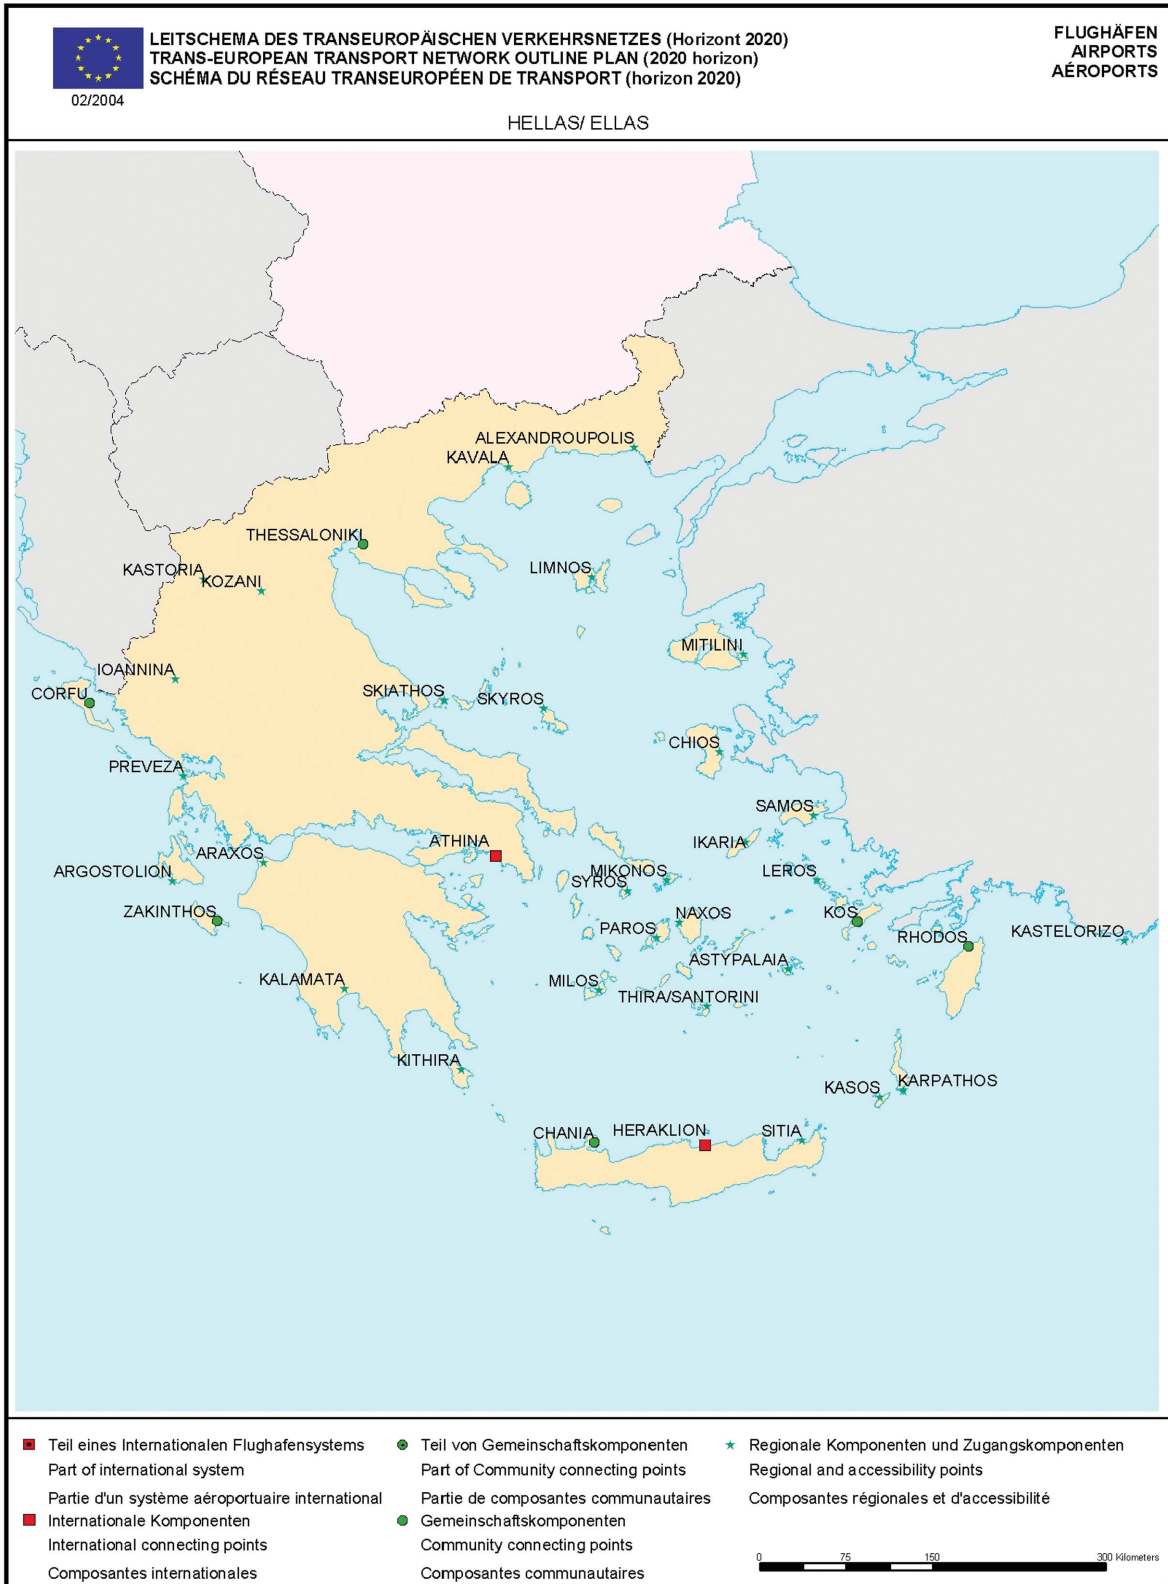 LEITSCHEMA DES TRANSEUROPÄISCHEN VERKEHRSNETZES (Horizont 2020)
TRANS-EUROPEAN TRANSPORT NETWORK OUTLINE PLAN (2020 horizon)
SCHÉMA DU RÉSEAU TRANSEUROPÉEN DE TRANSPORT (horizon 2020)
02/2004
FLUGHÄFEN
AIRPORTS
AÉROPORTS
HELLAS/ ELLAS
ALEXANDROUPOLIS
KAVALA
THESSALONIKI
KASTORIA
KOZANI
LIMNOS
MITILINI
IOANNINA
CORFU
SKIATHOS
SKYROS
CHIOS
PREVEZA
SAMOS
ATHINA
IKARIA
ARAXOS
ARGOSTOLION
MIKONOS
SYROS
LEROS
ZAKINTHOS
NAXOS
KOS
PAROS
RHODOS
KASTELORIZO
ASTYPALAIA
KALAMATA
MILOS
THIRA/SANTORINI
KITHIRA
KASOS
KARPATHOS
CHANIA
HERAKLION
SITIA
Teil eines Internationalen Flughafensystems
Part of international system
Partie d'un système aéroportuaire international
Internationale Komponenten
International connecting points
Composantes internationales
Teil von Gemeinschaftskomponenten
Part of Community connecting points
Partie de composantes communautaires
Gemeinschaftskomponenten
Community connecting points
Composantes communautaires
Regionale Komponenten und Zugangskomponenten
Regional and accessibility points
Composantes régionales et d'accessibilité
0 75 150 300 Kilometers